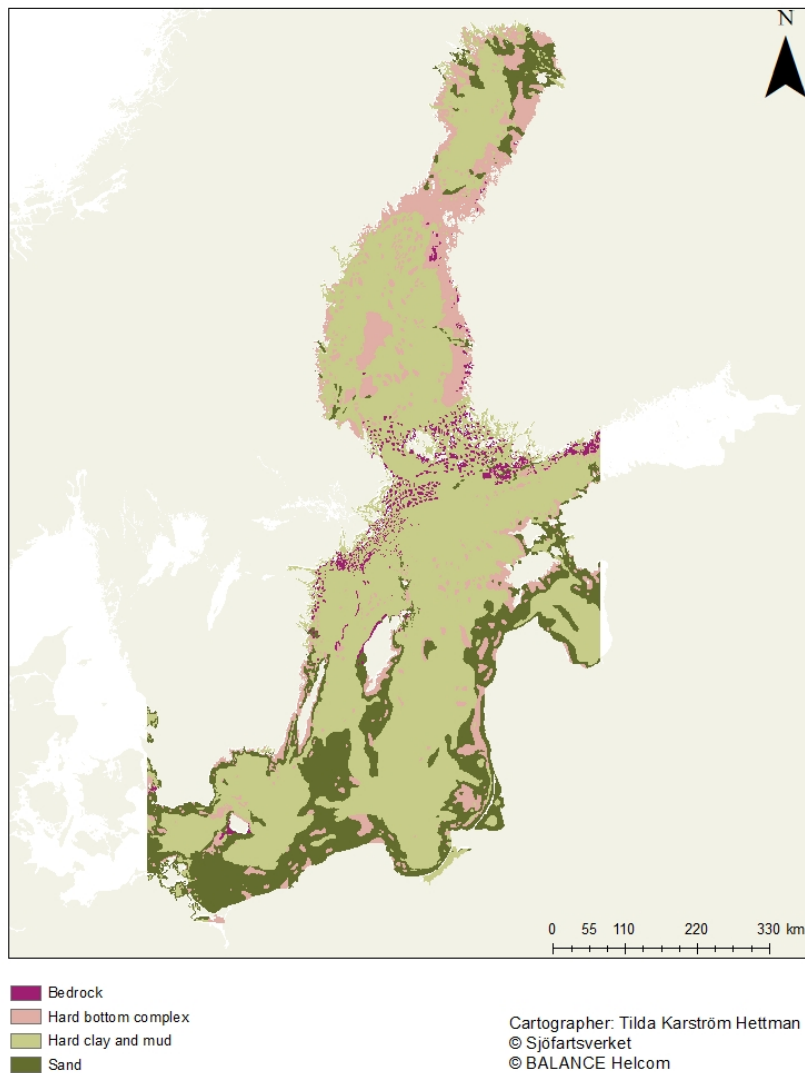 N
0 55 110 220 330 km
Bedrock
Hard bottom complex
Hard clay and mud
Sand
Cartographer: Tilda Karström Hettman
© Sjöfartsverket
© BALANCE Helcom